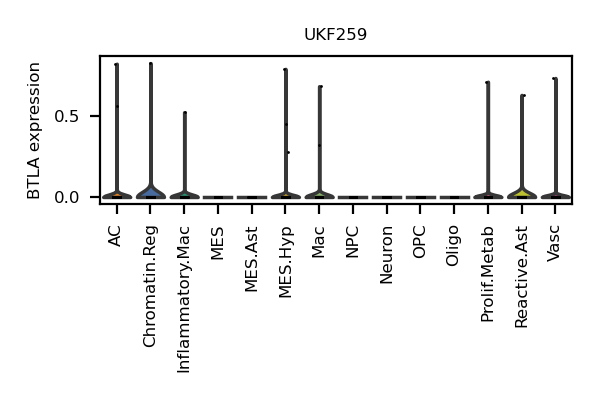 UKF259
BTLA expression
0.5
0.0
AC
Chromatin.Reg
Inflammatory.Mac
MES
MES.Ast
MES.Hyp
Mac
NPC
Neuron
OPC
Oligo
Prolif.Metab
Reactive.Ast
Vasc